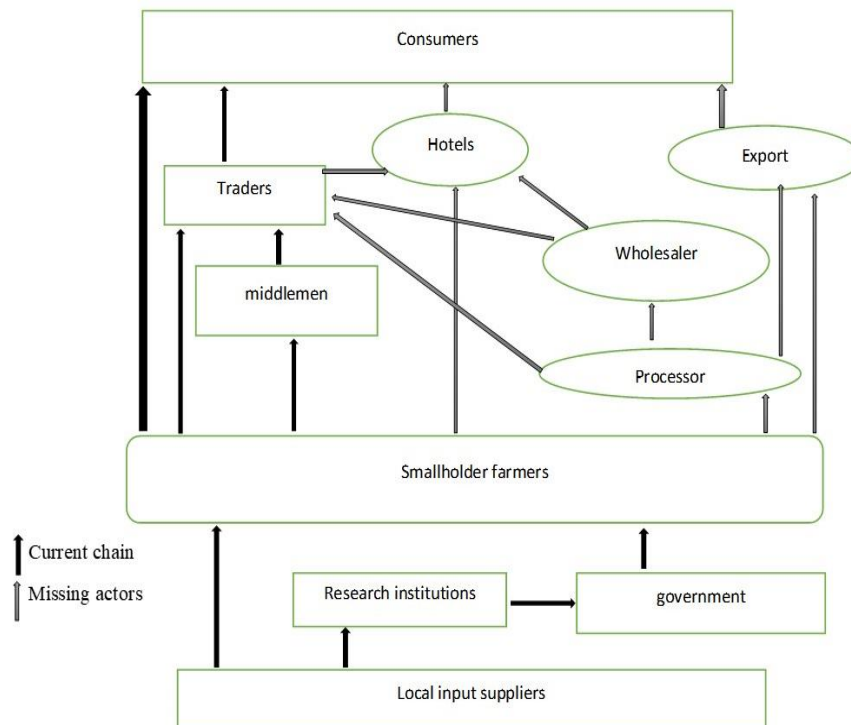 Consumers
Hotels
Export
Traders
Wholesaler
middlemen
Processor
Smallholder farmers
Current chain
Missing actors
Research institutions
government
Local input suppliers